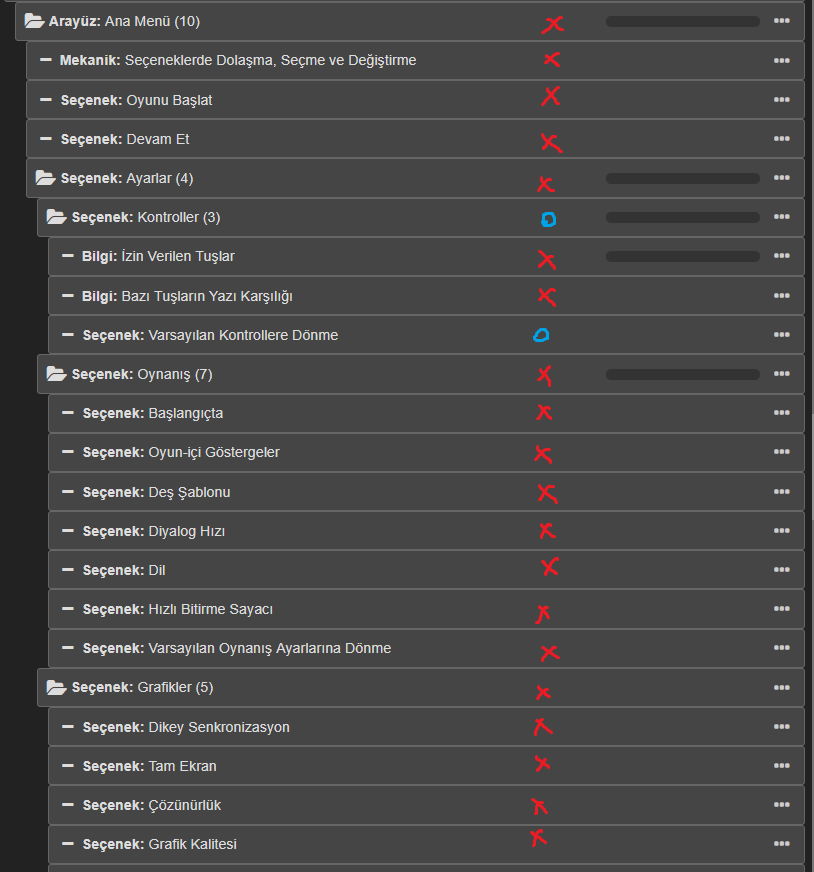 Arayüz: Ana Menü (10)
Mekanik: Seçeneklerde Dolaşma, Seçme ve Değiştirme
Seçenek: Oyunu Başlat
Seçenek: Devam Et
Seçenek: Ayarlar (4)
Seçenek: Kontroller (3)
Bilgi: İzin Verilen Tuşlar
Bilgi: Bazı Tuşların Yazı Karşılığı
Seçenek: Varsayılan Kontrollere Dönme
Seçenek: Oynanış (7)
Seçenek: Başlangıçta
Seçenek: Oyun-içi Göstergeler
Seçenek: Deş Şablonu
Seçenek: Diyalog Hızı
Seçenek: Dil
Seçenek: Hızlı Bitirme Sayacı
Seçenek: Varsayılan Oynanış Ayarlarına Dönme
Seçenek: Grafikler (5)
Seçenek: Dikey Senkronizasyon
Seçenek: Tam Ekran
Seçenek: Çözünürlük
Seçenek: Grafik Kalitesi